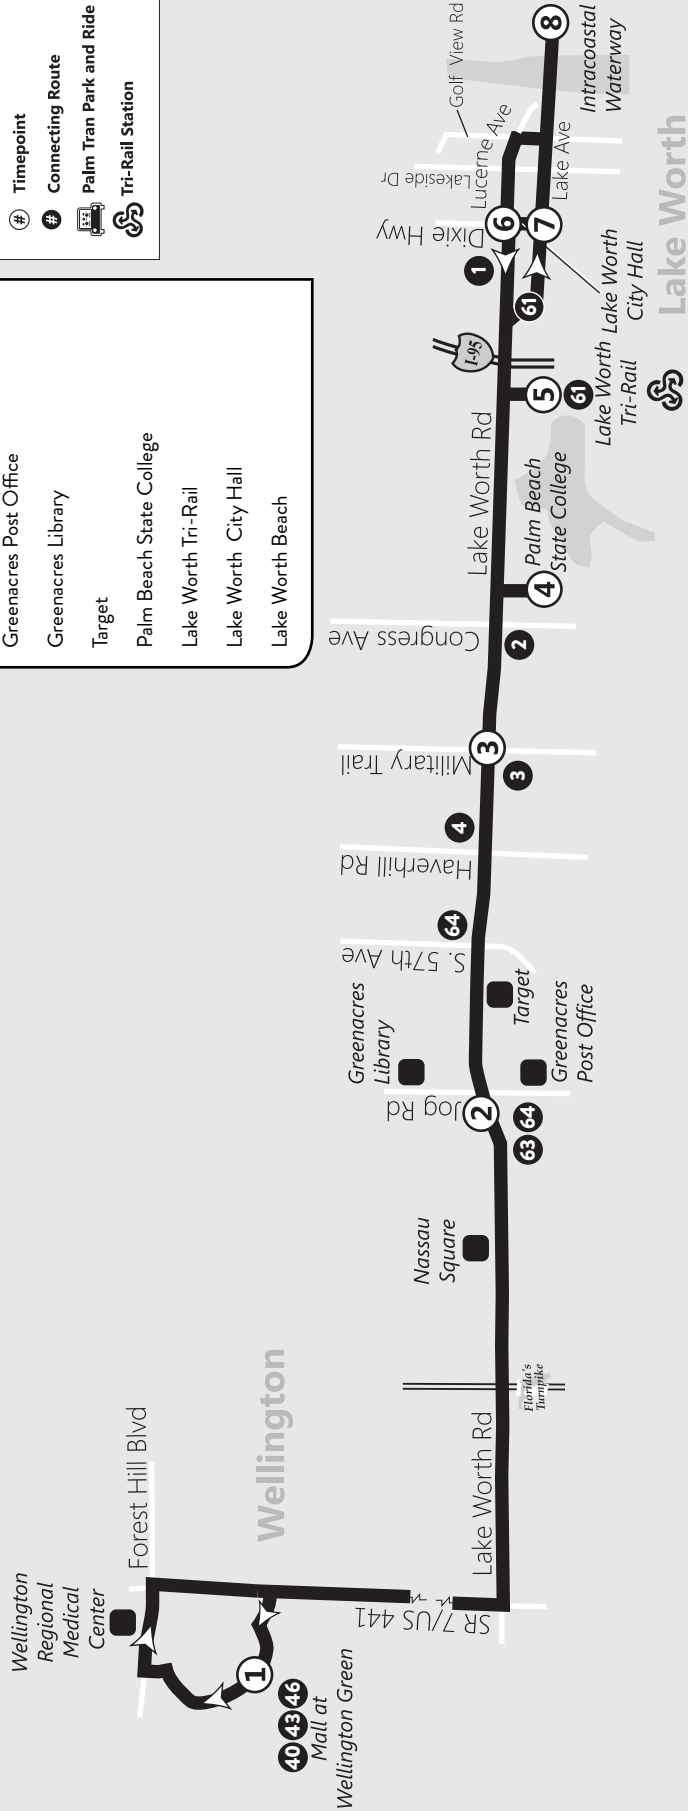 Greenacres Post Office
Greenacres Library
Target
Palm Beach State College
Lake Worth Tri-Rail
Lake Worth City Hall
Lake Worth Beach
# Timepoint
# Connecting Route
Palm Tran Park and Ride
Tri-Rail Station
Wellington
Regional
Medical
Center
Forest Hill Blvd
Wellington
1
40 43 46
Mall at
Wellington Green
SR 7/US 441
Lake Worth Rd
Florida's
Turnpike
Nassau
Square
Jog Rd
2
63 64
Greenacres
Library
Greenacres
Post Office
Target
S. 57th Ave
64
Haverhill Rd
4
Military Trail
3
3
Congress Ave
2
4
Palm Beach
State College
Lake Worth Rd
5
61
Lake Worth
Tri-Rail
I-95
61
1
Dixie Hwy
6
7
Lake Worth
City Hall
Lakeside Dr
Lucerne Ave
Golf View Rd
Lake Ave
8
Intracoastal
Waterway
Lake Worth